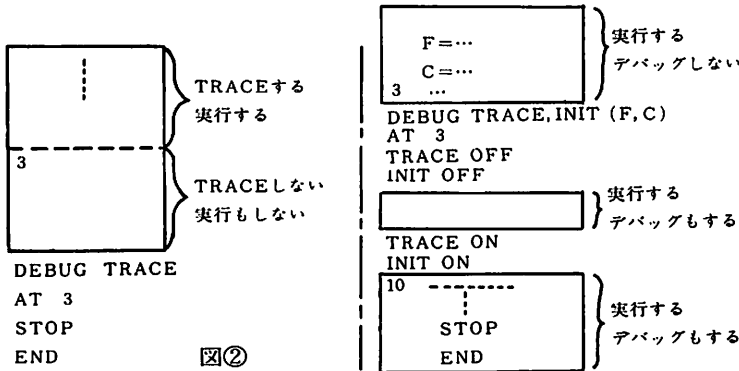 TRACEする
実行する
3
TRACEしない
実行もしない
DEBUG TRACE
AT 3
STOP
END
図②
F=…
C=…
3 …
実行する
デバッグしない
DEBUG TRACE,INIT (F,C)
AT 3
TRACE OFF
INIT OFF
実行する
デバッグもする
TRACE ON
INIT ON
10
STOP
END
実行する
デバッグもする